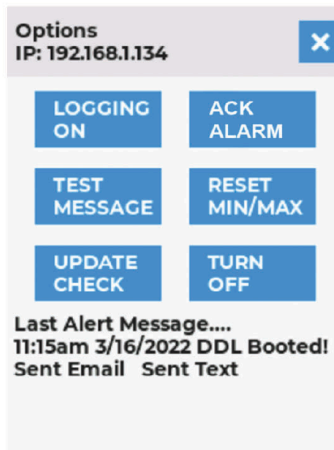 Options
IP: 192.168.1.134
X
LOGGING
ON
ACK
ALARM
TEST
MESSAGE
RESET
MIN/MAX
UPDATE
CHECK
TURN
OFF
Last Alert Message....
11:15am 3/16/2022 DDL Booted!
Sent Email Sent Text